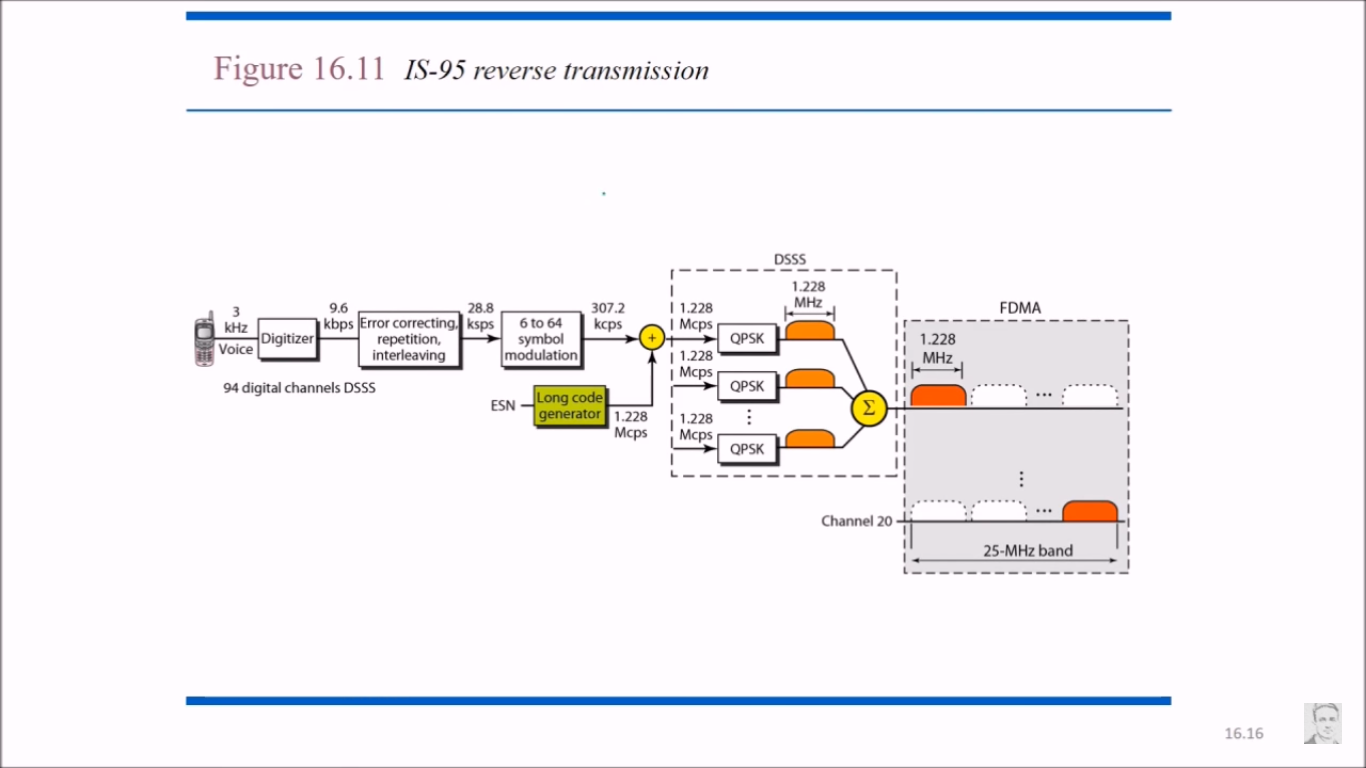 Figure 16.11 IS-95 reverse transmission
DSSS
1.228
MHz
FDMA
3
kHz
Voice
Digitizer
9.6
kbps
Error correcting,
repetition,
interleaving
28.8
ksps
6 to 64
symbol
modulation
307.2
kcps
+
1.228
Mcps
QPSK
1.228
MHz
1.228
Mcps
QPSK
94 digital channels DSSS
ESN
Long code
generator
1.228
Mcps
Σ
...
1.228
Mcps
QPSK
Channel 20
...
25-MHz band
16.16